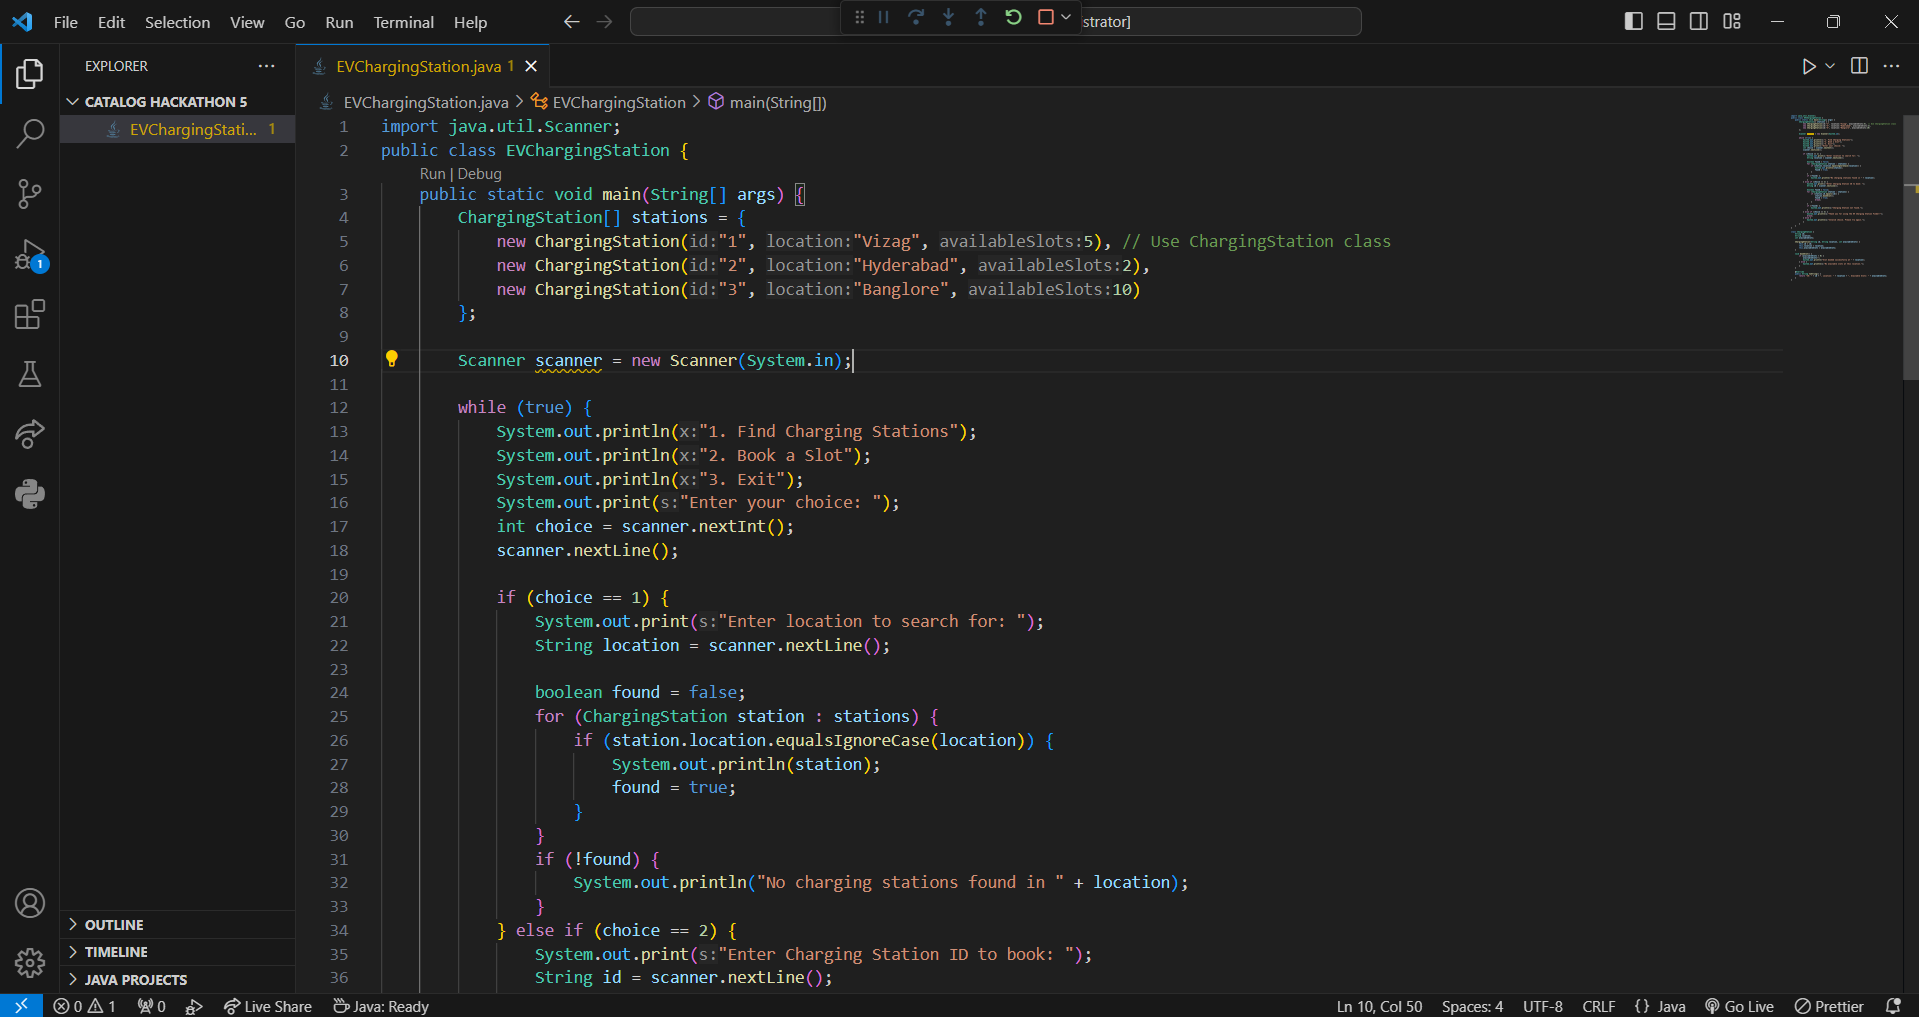 File Edit Selection View Go Run Terminal Help
strator]
EXPLORER
CATALOG HACKATHON 5
EVChargingStati... 1
OUTLINE
TIMELINE
JAVA PROJECTS
EVChargingStation.java 1
EVChargingStation.java > EVChargingStation > main(String[])
1 import java.util.Scanner;
2 public class EVChargingStation {
Run | Debug
3 public static void main(String[] args) {
4 ChargingStation[] stations = {
5 new ChargingStation(id:"1", location:"Vizag", availableSlots:5), // Use ChargingStation class
6 new ChargingStation(id:"2", location:"Hyderabad", availableSlots:2),
7 new ChargingStation(id:"3", location:"Banglore", availableSlots:10)
8 };
9
10 Scanner scanner = new Scanner(System.in);
11
12 while (true) {
13 System.out.println(x:"1. Find Charging Stations");
14 System.out.println(x:"2. Book a Slot");
15 System.out.println(x:"3. Exit");
16 System.out.print(s:"Enter your choice: ");
17 int choice = scanner.nextInt();
18 scanner.nextLine();
19
20 if (choice == 1) {
21 System.out.print(s:"Enter location to search for: ");
22 String location = scanner.nextLine();
23
24 boolean found = false;
25 for (ChargingStation station : stations) {
26 if (station.location.equalsIgnoreCase(location)) {
27 System.out.println(station);
28 found = true;
29 }
30 }
31 if (!found) {
32 System.out.println("No charging stations found in " + location);
33 }
34 } else if (choice == 2) {
35 System.out.print(s:"Enter Charging Station ID to book: ");
36 String id = scanner.nextLine();
1
0 1 0 Live Share Java: Ready Ln 10, Col 50 Spaces: 4 UTF-8 CRLF {} Java Go Live Prettier